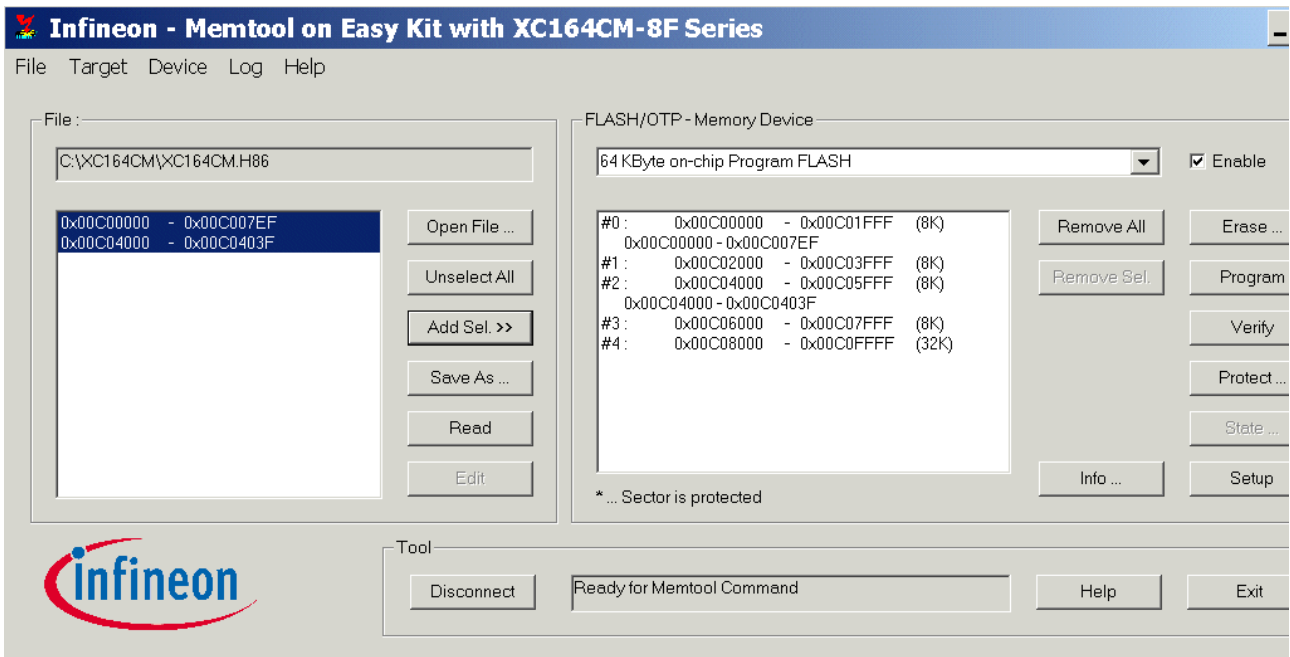 Infineon - Memtool on Easy Kit with XC164CM-8F Series
File Target Device Log Help
File :
C:\XC164CM\XC164CM.H86
0x00C00000 - 0x00C007EF
0x00C04000 - 0x00C0403F
Open File ...
Unselect All
Add Sel. >>
Save As ...
Read
Edit
FLASH/OTP - Memory Device
64 KByte on-chip Program FLASH
Enable
#0 : 0x00C00000 - 0x00C01FFF (8K)
0x00C00000 - 0x00C007EF
#1 : 0x00C02000 - 0x00C03FFF (8K)
#2 : 0x00C04000 - 0x00C05FFF (8K)
0x00C04000 - 0x00C0403F
#3 : 0x00C06000 - 0x00C07FFF (8K)
#4 : 0x00C08000 - 0x00C0FFFF (32K)
* ... Sector is protected
Remove All
Remove Sel.
Info ...
Erase ...
Program
Verify
Protect ...
State ...
Setup
infineon
Tool
Disconnect
Ready for Memtool Command
Help
Exit